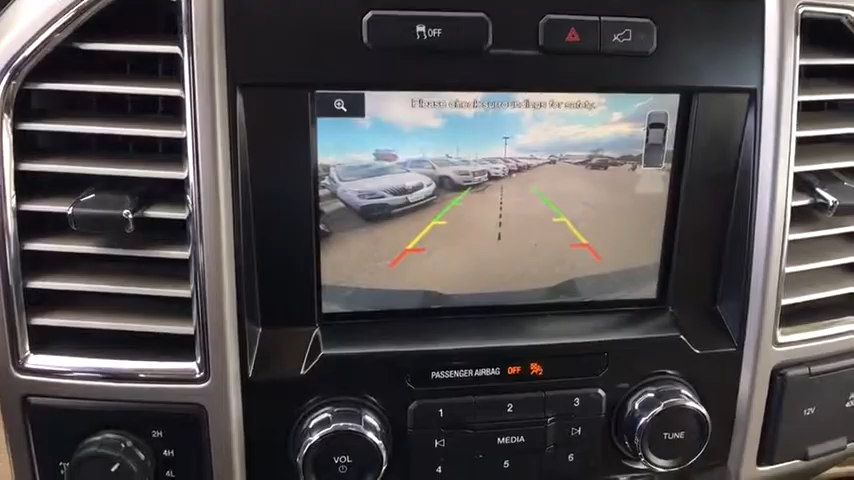 OFF
Please check surroundings for safety.
PASSENGER AIRBAG OFF
2H
4H
4L
VOL
1
2
3
MEDIA
4
5
6
TUNE
12V